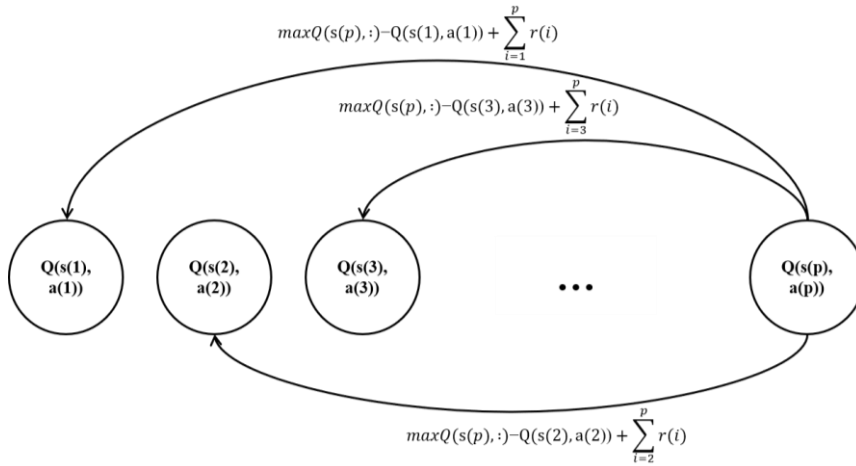 maxQ(s(p),:)−Q(s(1),a(1)) + ∑_{i=1}^{p} r(i)
maxQ(s(p),:)−Q(s(3),a(3)) + ∑_{i=3}^{p} r(i)
Q(s(1),
a(1))
Q(s(2),
a(2))
Q(s(3),
a(3))
...
Q(s(p),
a(p))
maxQ(s(p),:)−Q(s(2),a(2)) + ∑_{i=2}^{p} r(i)